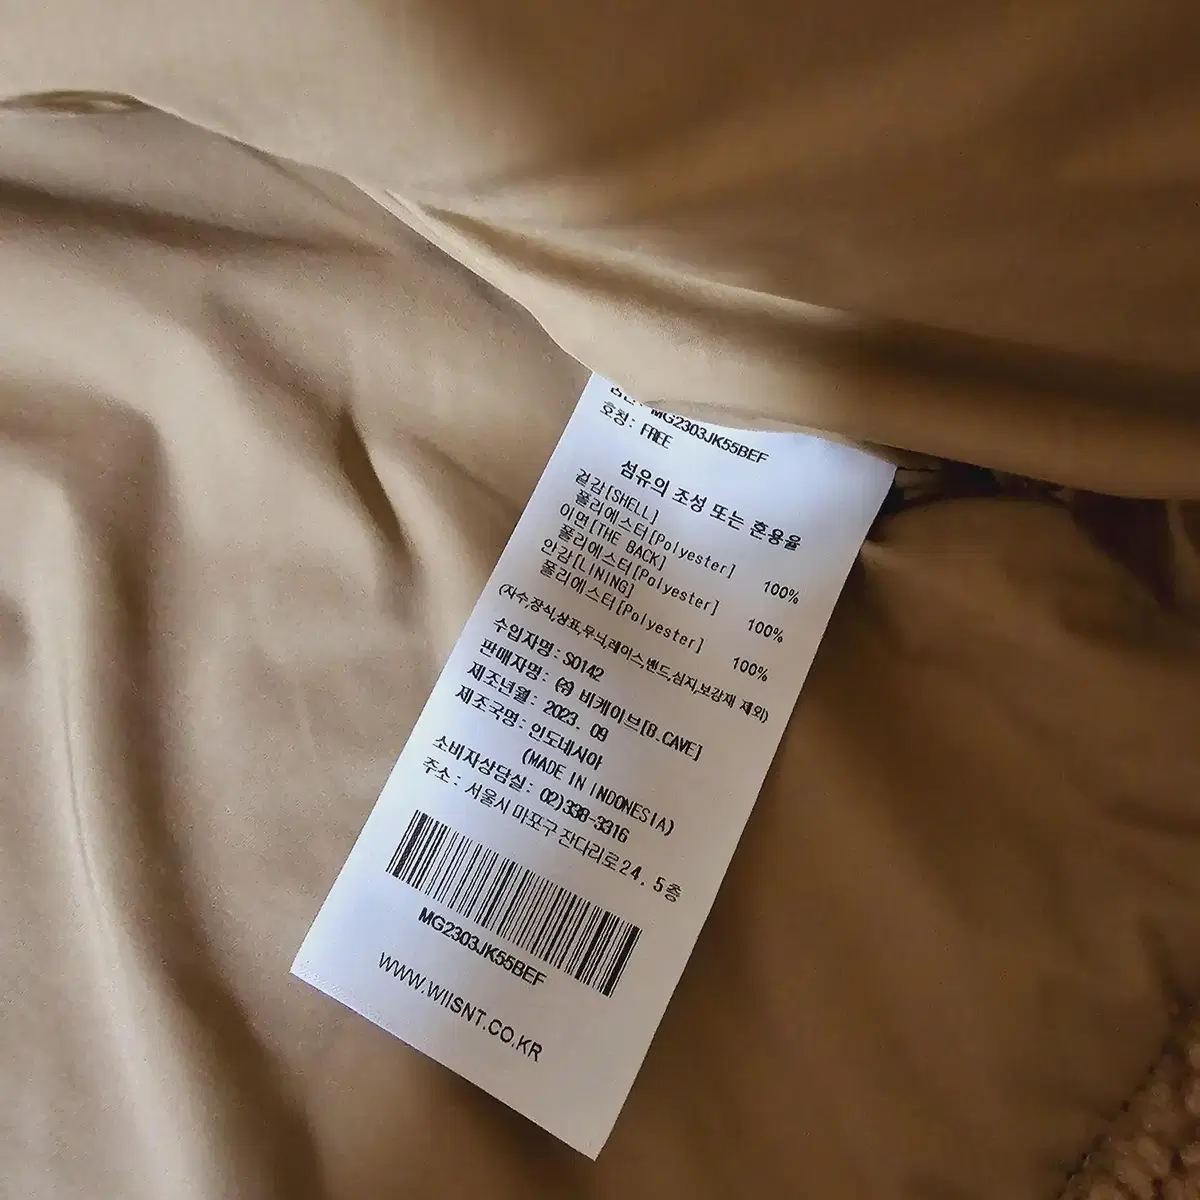 품번: MG2303JK55BEF
호칭: FREE
섬유의 조성 또는 혼용율
겉감[SHELL]
폴리에스터[Polyester] 100%
이면[THE BACK]
폴리에스터[Polyester] 100%
안감[LINING]
폴리에스터[Polyester] 100%
(자수,장식,상표,무늬,레이스,밴드,심지,보강재 제외)
수입자명: S0142
판매자명: ㈜ 비케이브[B.CAVE]
제조년월: 2023. 09
제조국명: 인도네시아
(MADE IN INDONESIA)
소비자상담실: 02)338-3316
주소: 서울시 마포구 잔다리로24, 5층
MG2303JK55BEF
WWW.WIISNT.CO.KR